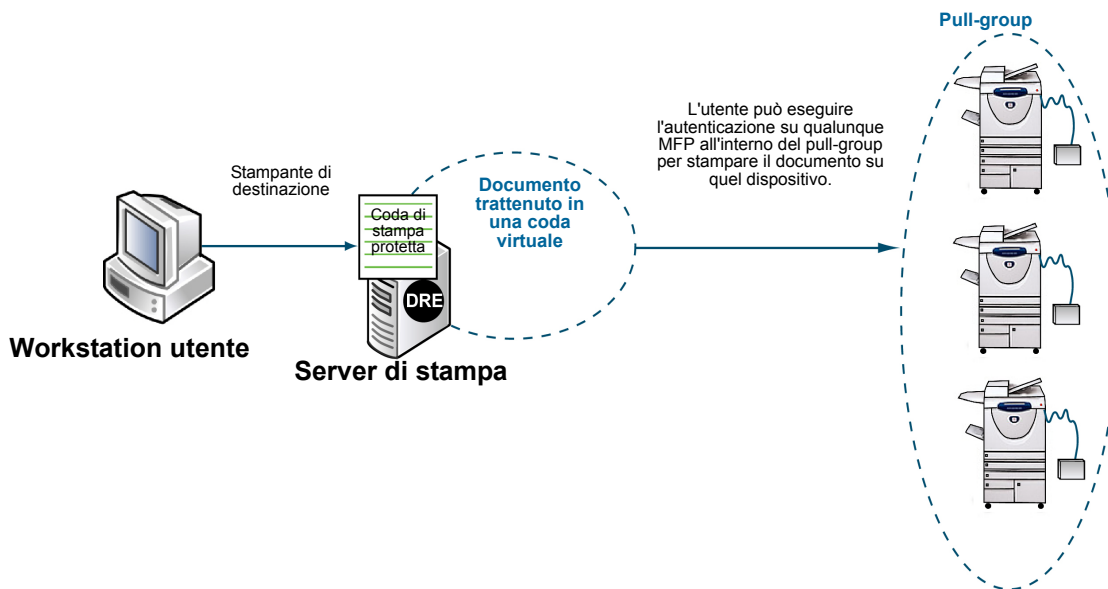 Pull-group
L'utente può eseguire
l'autenticazione su qualunque
MFP all'interno del pull-group
per stampare il documento su
quel dispositivo.
Stampante di
destinazione
Documento
trattenuto in
una coda
virtuale
Coda di
stampa
protetta
DRE
Workstation utente
Server di stampa